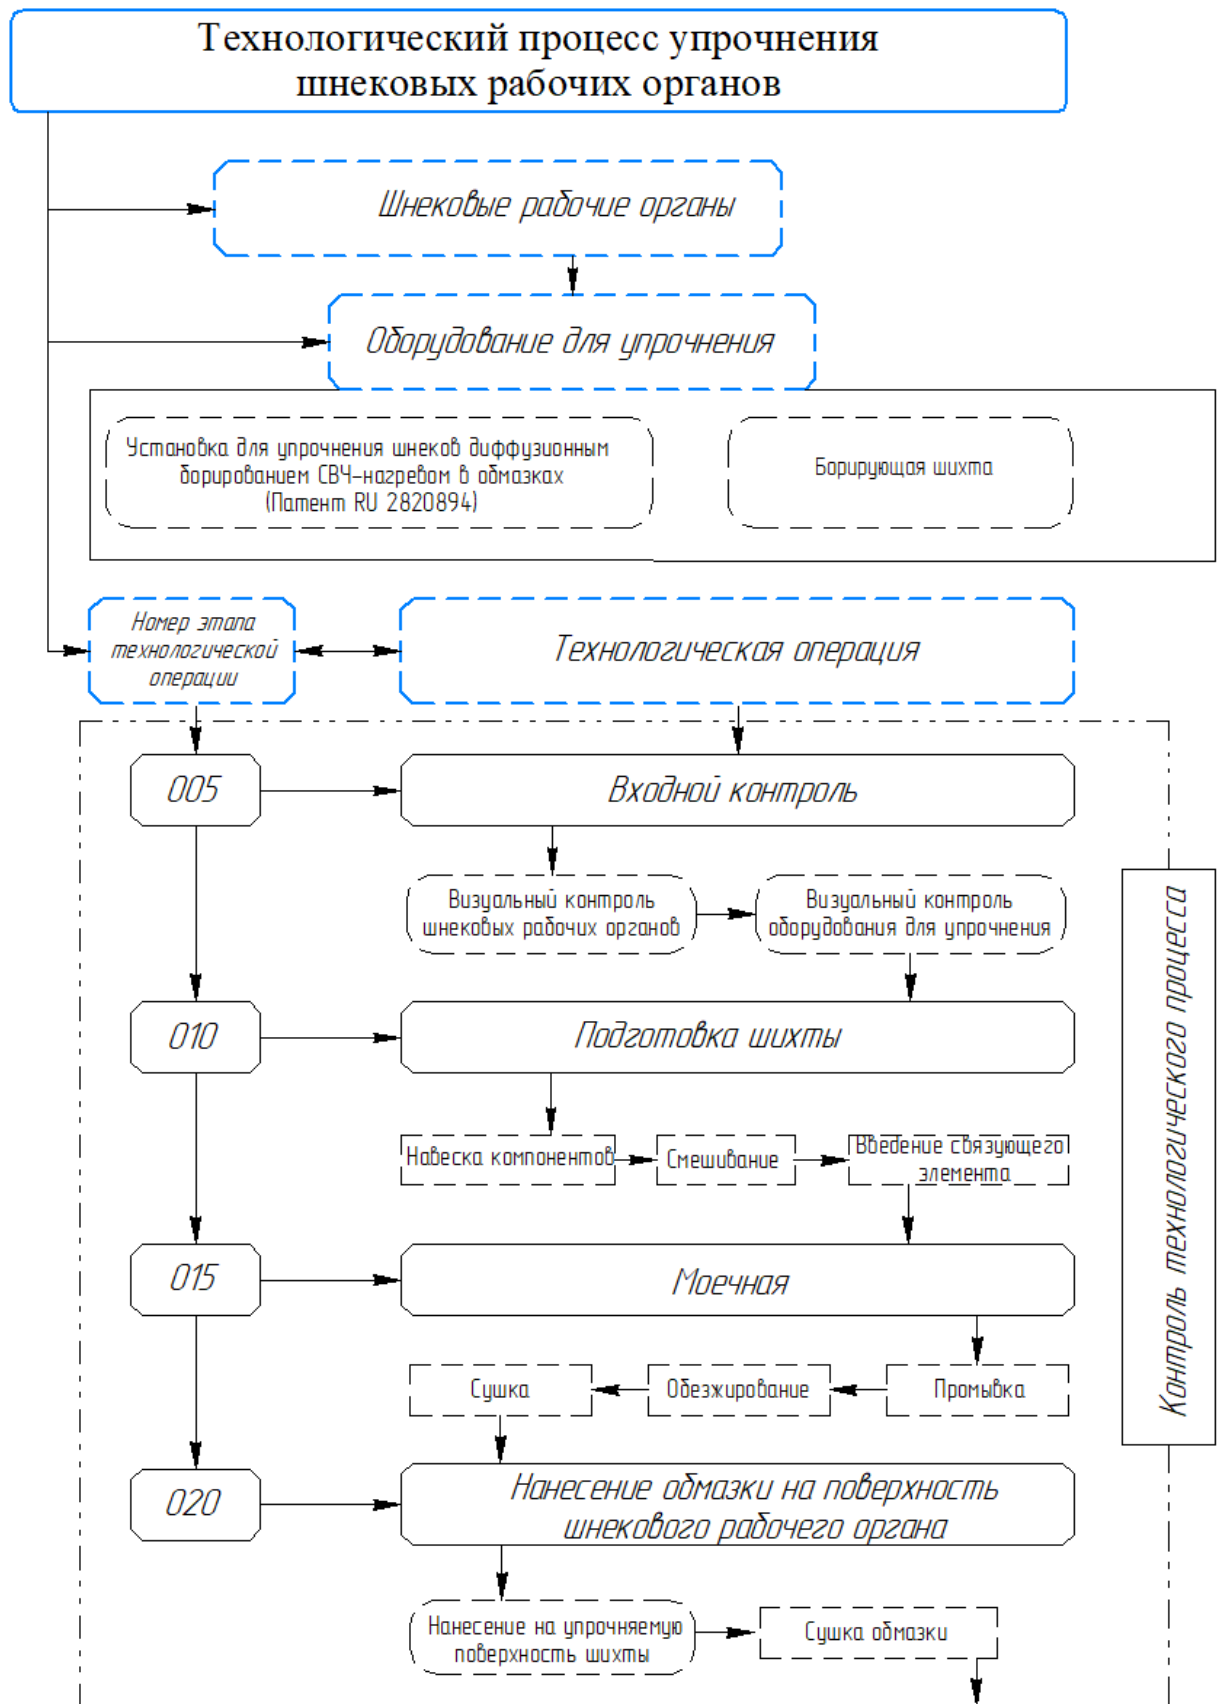 Технологический процесс упрочнения
шнековых рабочих органов
Шнековые рабочие органы
Оборудование для упрочнения
Установка для упрочнения шнеков диффузионным
борированием СВЧ-нагревом в обмазках
(Патент RU 2820894)
Борирующая шихта
Номер этапа
технологической
операции
Технологическая операция
005
Входной контроль
Визуальный контроль
шнековых рабочих органов
Визуальный контроль
оборудования для упрочнения
010
Подготовка шихты
Навеска компонентов
Смешивание
Введение связующего
элемента
015
Моечная
Сушка
Обезжирование
Промывка
020
Нанесение обмазки на поверхность
шнекового рабочего органа
Нанесение на упрочняемую
поверхность шихты
Сушка обмазки
Контроль технологического процесса